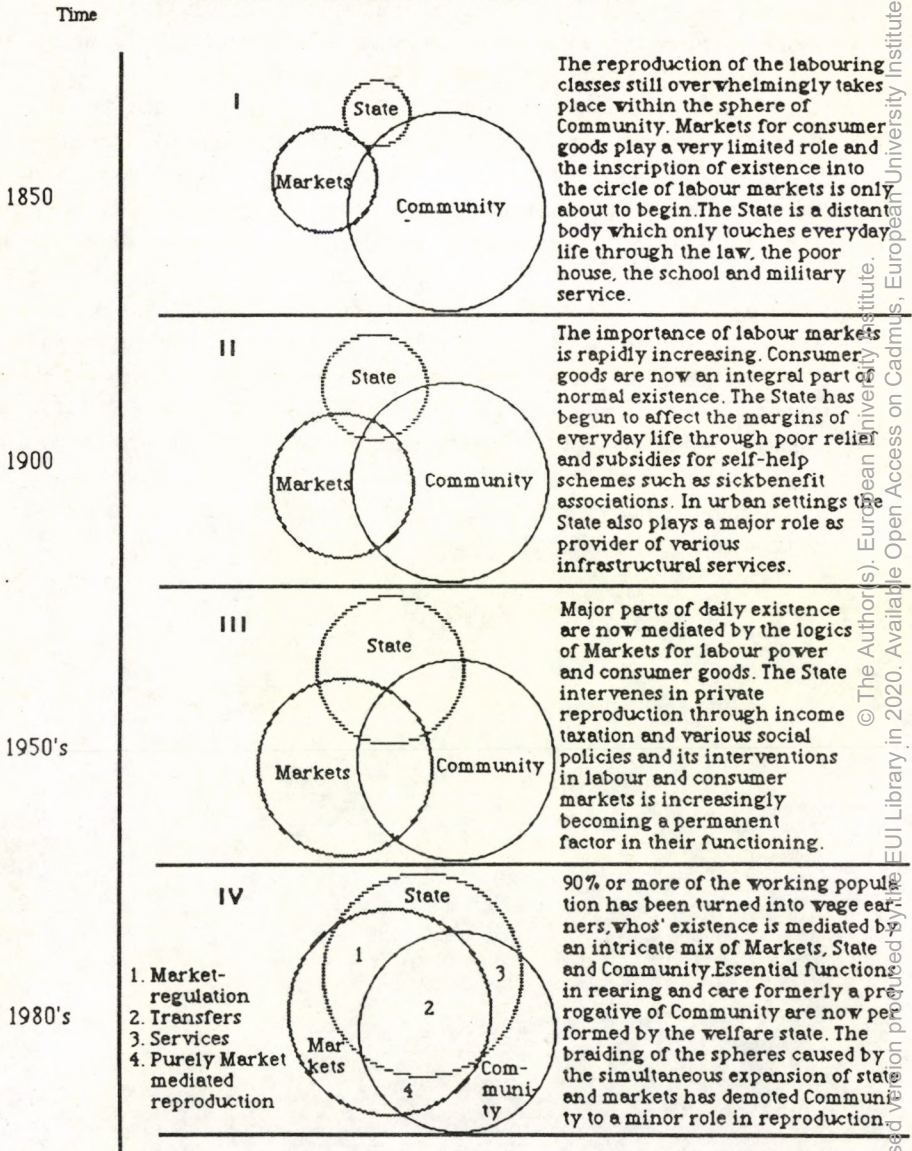 Time
1850
I
State
Markets
Community
The reproduction of the labouring
classes still overwhelmingly takes
place within the sphere of
Community. Markets for consumer
goods play a very limited role and
the inscription of existence into
the circle of labour markets is only
about to begin.The State is a distant
body which only touches everyday
life through the law, the poor
house, the school and military
service.
1900
II
State
Markets
Community
The importance of labour markets
is rapidly increasing. Consumer
goods are now an integral part of
normal existence. The State has
begun to affect the margins of
everyday life through poor relief
and subsidies for self-help
schemes such as sickbenefit
associations. In urban settings the
State also plays a major role as
provider of various
infrastructural services.
1950's
III
State
Markets
Community
Major parts of daily existence
are now mediated by the logics
of Markets for labour power
and consumer goods. The State
intervenes in private
reproduction through income
taxation and various social
policies and its interventions
in labour and consumer
markets is increasingly
becoming a permanent
factor in their functioning.
1980's
IV
State
1
3
2
Mar
kets
4
Com-
muni-
ty
1. Market-
regulation
2. Transfers
3. Services
4. Purely Market
mediated
reproduction
90% or more of the working popula
tion has been turned into wage ear-
ners,whos' existence is mediated by
an intricate mix of Markets, State
and Community.Essential functions
in rearing and care formerly a pre
rogative of Community are now per
formed by the welfare state. The
braiding of the spheres caused by
the simultaneous expansion of state
and markets has demoted Communi-
ty to a minor role in reproduction.
© The Author(s). European University Institute.
sed version produced by the EUI Library in 2020. Available Open Access on Cadmus, European University Institute